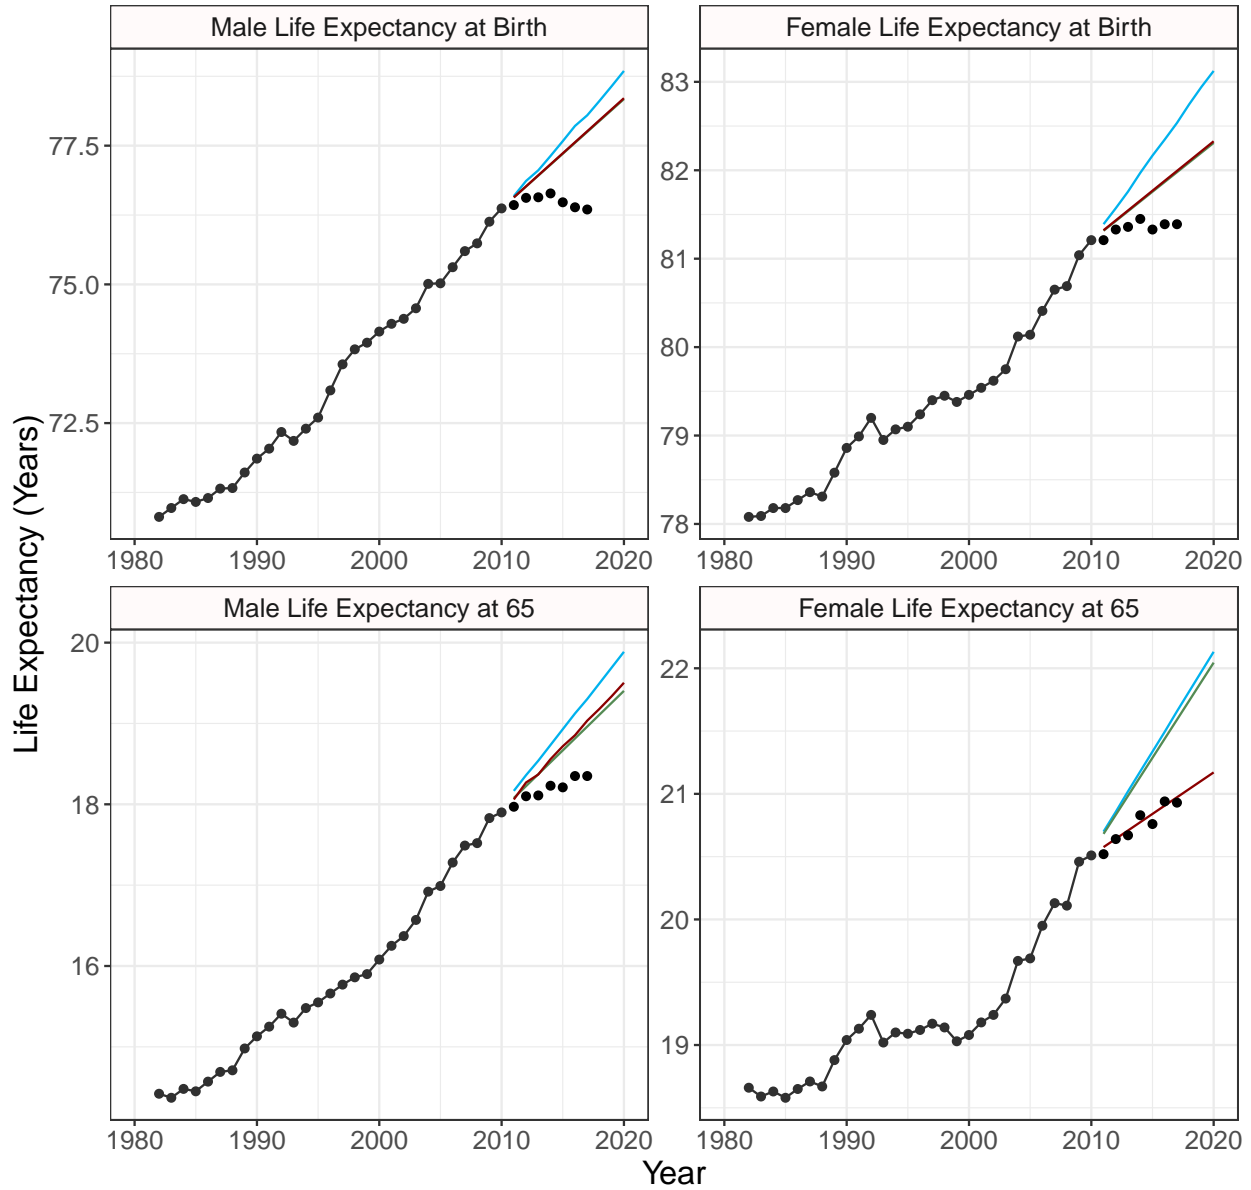 Male Life Expectancy at Birth
Female Life Expectancy at Birth
77.5
75.0
72.5
83
82
81
80
79
78
1980 1990 2000 2010 2020
1980 1990 2000 2010 2020
Male Life Expectancy at 65
Female Life Expectancy at 65
20
18
16
22
21
20
19
1980 1990 2000 2010 2020
1980 1990 2000 2010 2020
Life Expectancy (Years)
Year